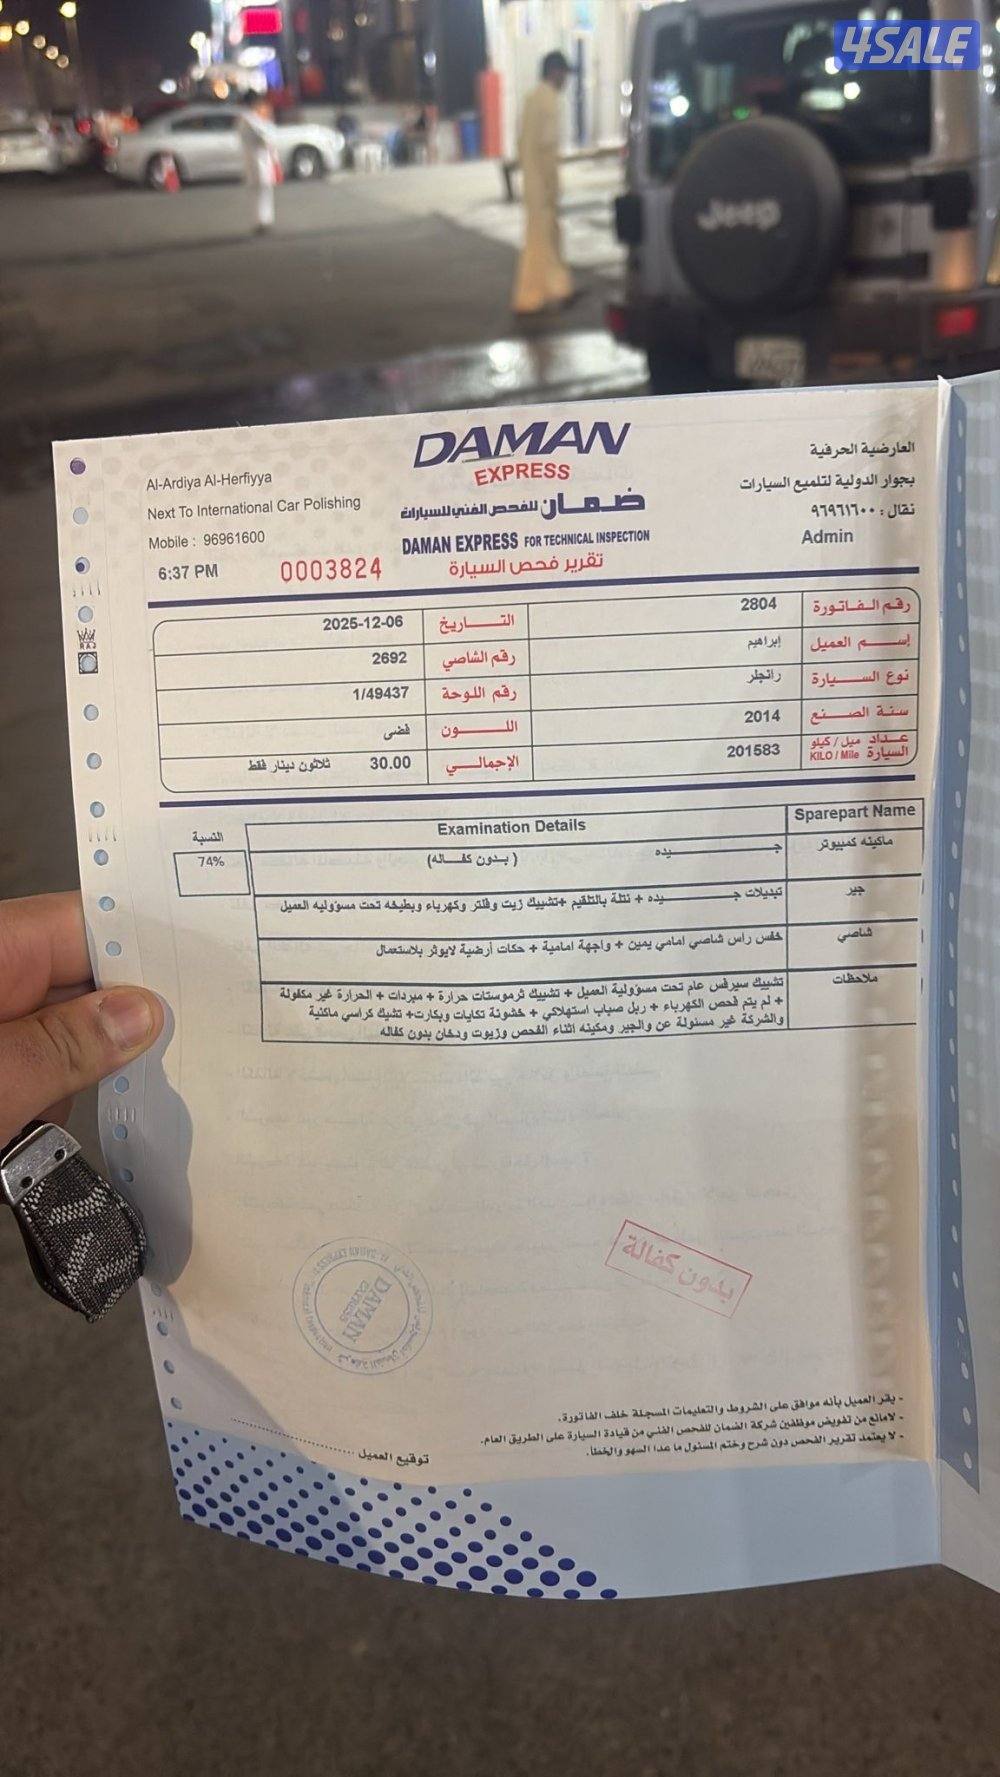 4SALE
Jeep
DAMAN
EXPRESS
ضمان للفحص الفني للسيارات
DAMAN EXPRESS FOR TECHNICAL INSPECTION
تقرير فحص السيارة
Al-Ardiya Al-Herfiyya
Next To International Car Polishing
Mobile : 96961600
6:37 PM
0003824
العارضية الحرفية
بجوار الدولية لتلميع السيارات
نقال : ٩٦٩٦١٦٠٠
Admin
رقم الفاتورة 2804 التاريخ 2025-12-06
إسم العميل إبراهيم رقم الشاصي 2692
نوع السيارة رانجلر رقم اللوحة 1/49437
سنة الصنع 2014 اللون فضى
عداد ميل / كيلو السيارة KILO / Mile 201583 الإجمالي 30.00 ثلاثون دينار فقط
Sparepart Name Examination Details النسبة
ماكينه كمبيوتر جيده (بدون كفاله) 74%
جير تبديلات جيده + نتلة بالتلقيم +تشييك زيت وفلتر وكهرباء وبطيخه تحت مسؤوليه العميل
شاصي خفس راس شاصي امامي يمين + واجهة امامية + حكات أرضية لايوثر بلاستعمال
ملاحظات تشييك سيرفس عام تحت مسؤولية العميل + تشييك ثرموستات حرارة + مبردات + الحرارة غير مكفولة
+ لم يتم فحص الكهرباء + ربل صباب استهلاكي + خشونة تكايات وبكارت+ تشيك كراسي ماكنية
والشركة غير مسئولة عن والجير ومكينه اثناء الفحص وزيوت ودخان بدون كفاله
بدون كفالة
DAMAN
EXPRESS
- يقر العميل بأنه موافق على الشروط والتعليمات المسجلة خلف الفاتورة.
- لامانع من تفويض موظفين شركة الضمان للفحص الفني من قيادة السيارة على الطريق العام.
- لا يعتمد تقرير الفحص دون شرح وختم المسئول ما عدا السهو والخطأ.
توقيع العميل